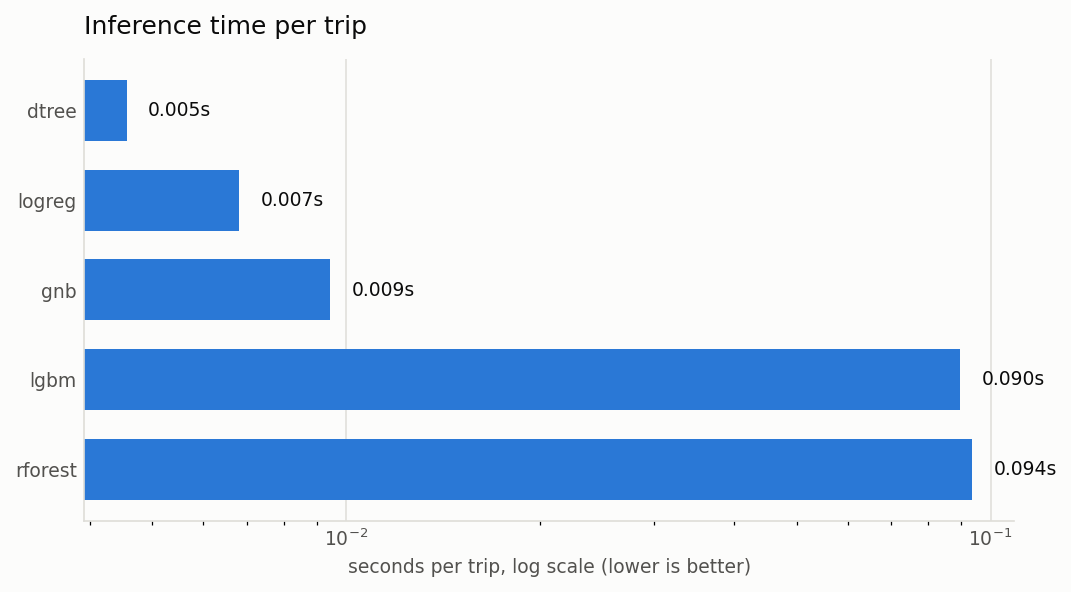 Inference time per trip
dtree 0.005s
logreg 0.007s
gnb 0.009s
lgbm 0.090s
rforest 0.094s
10⁻² 10⁻¹
seconds per trip, log scale (lower is better)